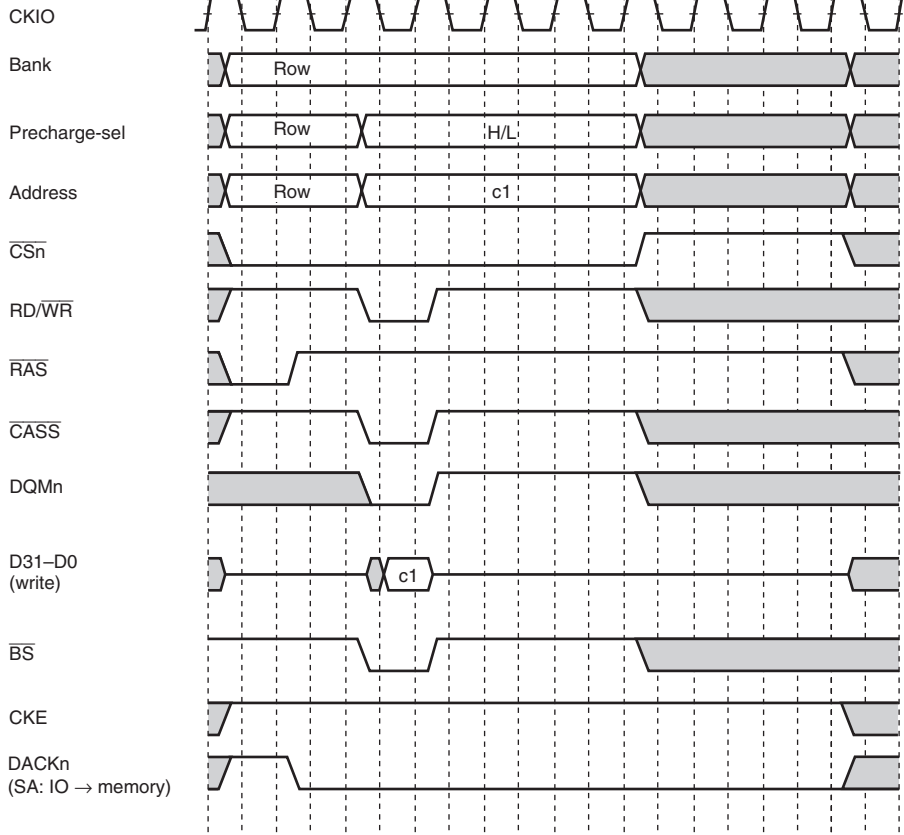 CKIO
Bank
Row
Precharge-sel
Row
H/L
Address
Row
c1
CSn
RD/WR
RAS
CASS
DQMn
D31–D0
(write)
c1
BS
CKE
DACKn
(SA: IO → memory)